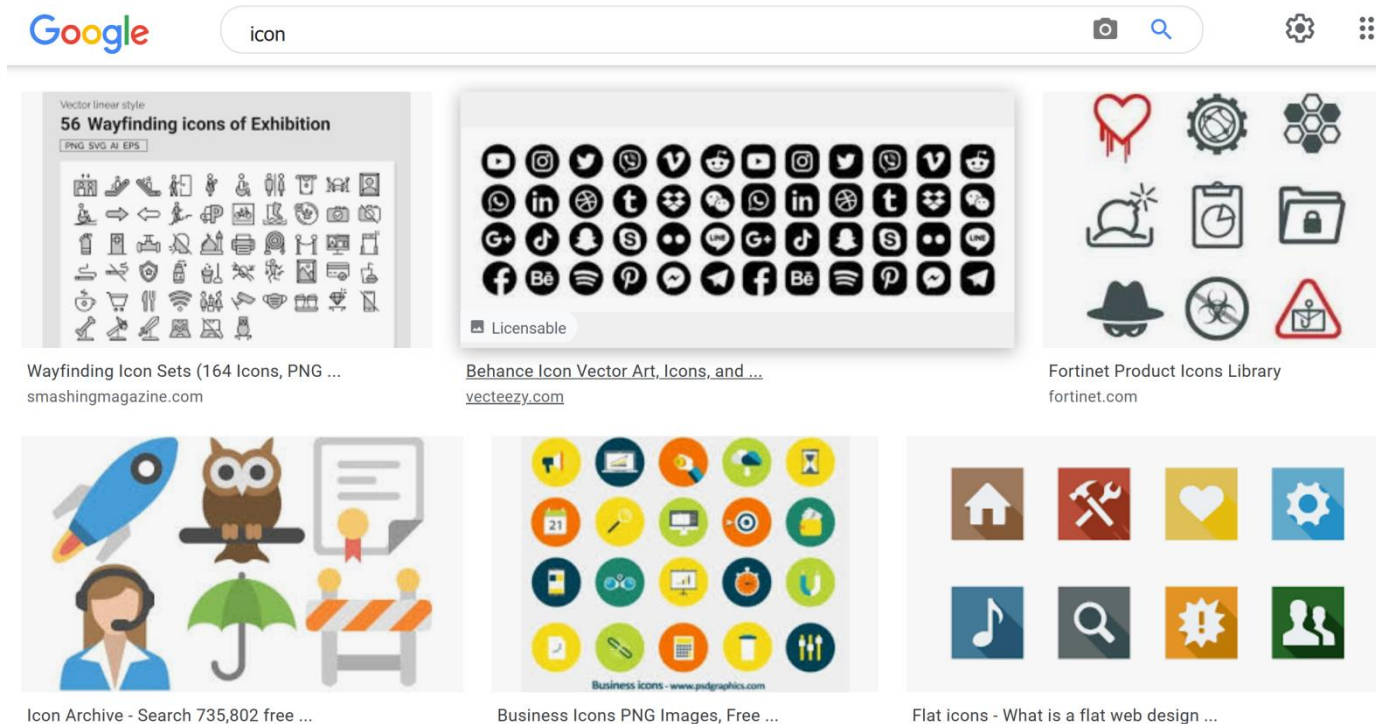 Google
icon
Vector linear style
56 Wayfinding icons of Exhibition
PNG SVG AI EPS
Licensable
Wayfinding Icon Sets (164 Icons, PNG ...
smashingmagazine.com
Behance Icon Vector Art, Icons, and ...
vecteezy.com
Fortinet Product Icons Library
fortinet.com
21
Business icons - www.psdgraphics.com
Icon Archive - Search 735,802 free ...
Business Icons PNG Images, Free ...
Flat icons - What is a flat web design ...